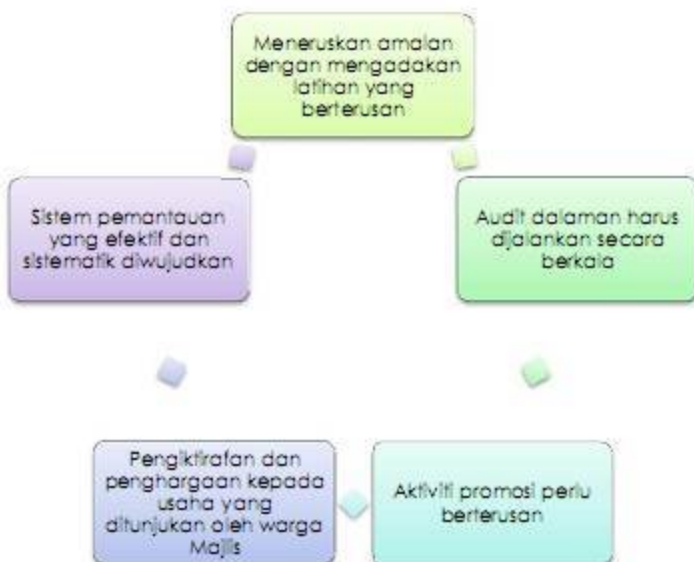 Meneruskan amalan
dengan mengadakan
latihan yang
berterusan
Sistem pemantauan
yang efektif dan
sistematik diwujudkan
Audit dalaman harus
dijalankan secara
berkala
Pengiktirafan dan
penghargaan kepada
usaha yang
ditunjukan oleh warga
Majlis
Aktiviti promosi perlu
berterusan